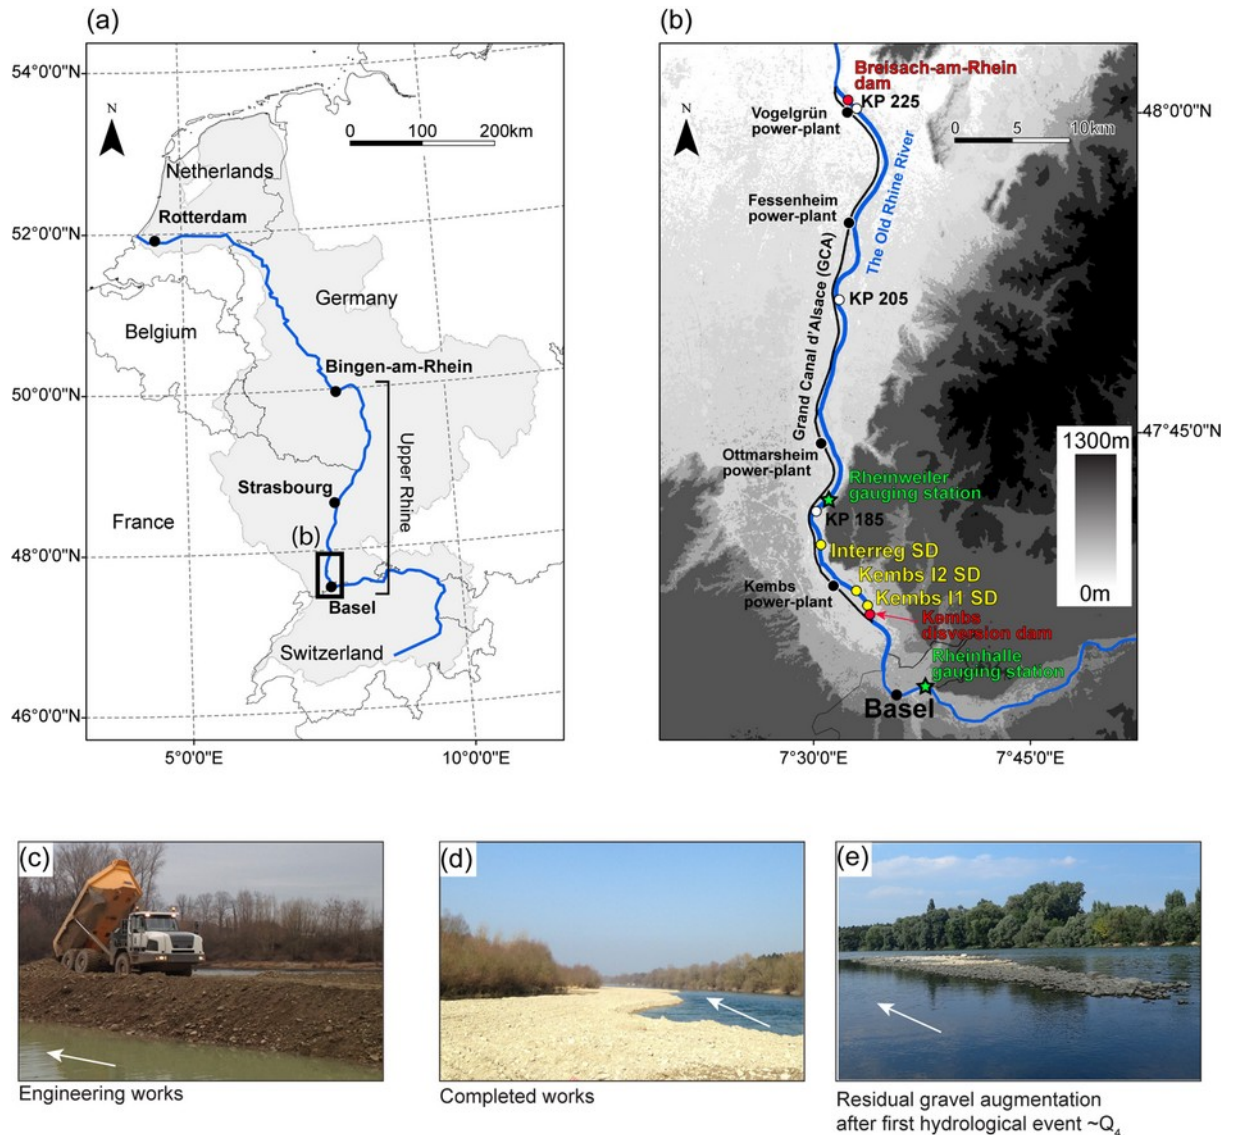 (a)
54°0'0"N
52°0'0"N
50°0'0"N
48°0'0"N
46°0'0"N
N
0 100 200km
Netherlands
Rotterdam
Germany
Belgium
Bingen-am-Rhein
Upper Rhine
Strasbourg
France
(b)
Basel
Switzerland
5°0'0"E 10°0'0"E
(b)
Breisach-am-Rhein
dam
KP 225
Vogelgrün
power-plant
N
0 5 10km
48°0'0"N
The Old Rhine River
Fessenheim
power-plant
Grand Canal d'Alsace (GCA)
KP 205
47°45'0"N
Ottmarsheim
power-plant
1300m
0m
Rheinweiler
gauging station
KP 185
Interreg SD
Kembs I2 SD
Kembs I1 SD
Kembs
power-plant
Kembs
disversion dam
Rheinhalle
gauging station
Basel
7°30'0"E 7°45'0"E
(c)
Engineering works
(d)
Completed works
(e)
Residual gravel augmentation
after first hydrological event ~Q4